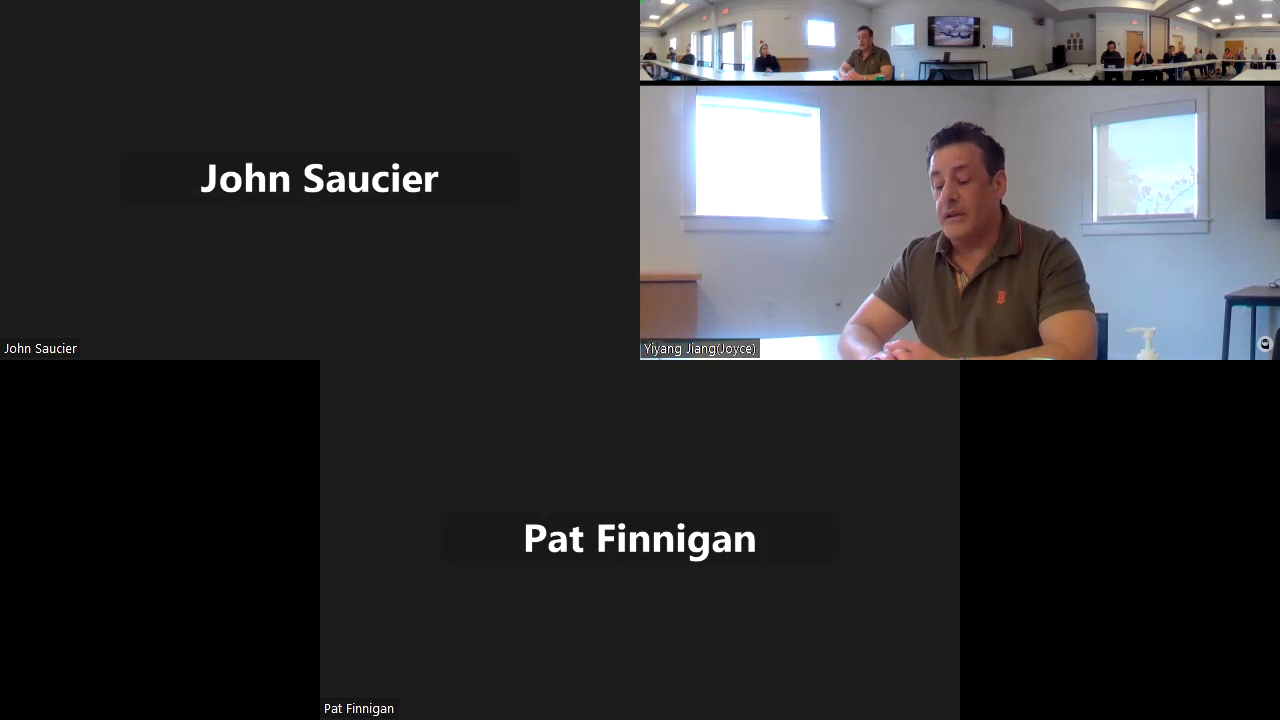 John Saucier
John Saucier
Yiyang Jiang(Joyce)
Pat Finnigan
Pat Finnigan